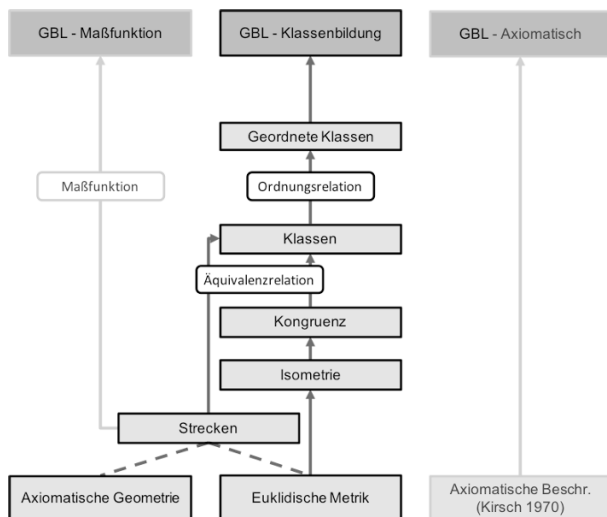 GBL - Maßfunktion
GBL - Klassenbildung
GBL - Axiomatisch
Geordnete Klassen
Maßfunktion
Ordnungsrelation
Klassen
Äquivalenzrelation
Kongruenz
Isometrie
Strecken
Axiomatische Geometrie
Euklidische Metrik
Axiomatische Beschr.
(Kirsch 1970)